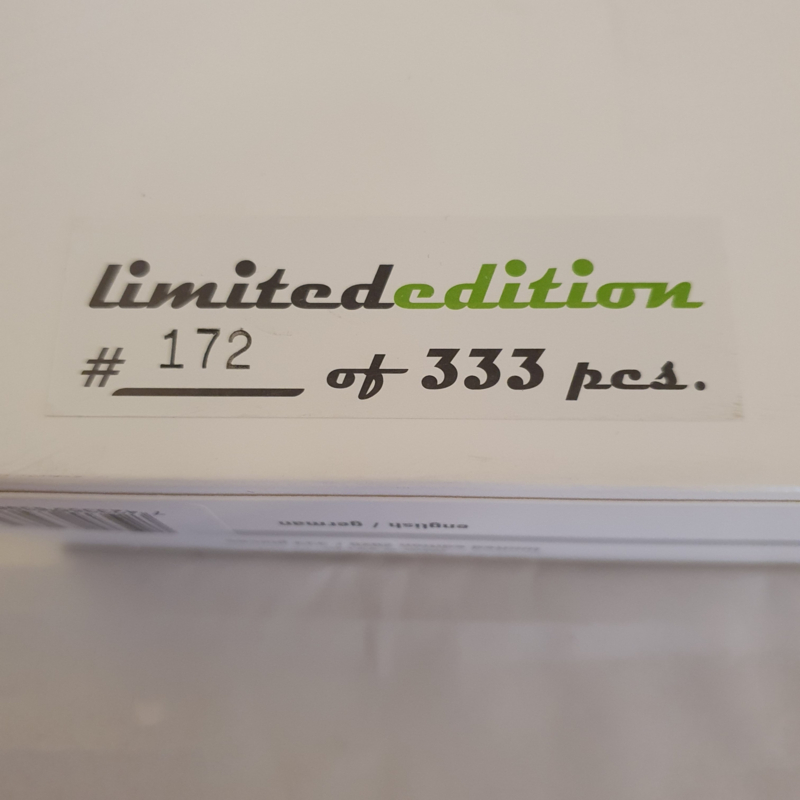 limitededition
# 172 of 333 pcs.
english / german